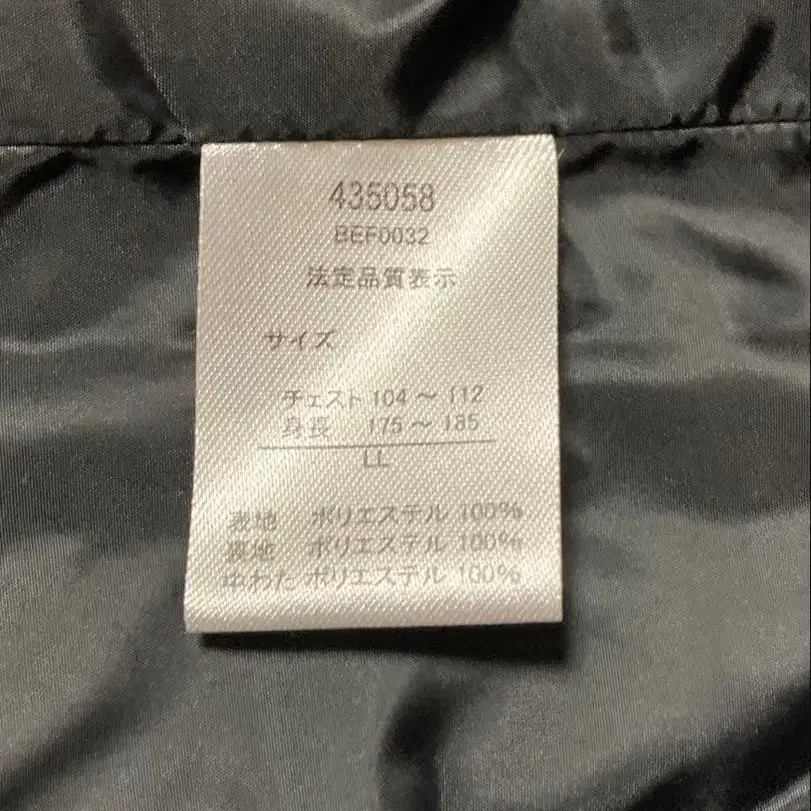 435058
BEF0032
法定品質表示
サイズ
チェスト 104 ～ 112
身長 175 ～ 185
LL
表地 ポリエステル 100%
裏地 ポリエステル 100%
中わた ポリエステル 100%